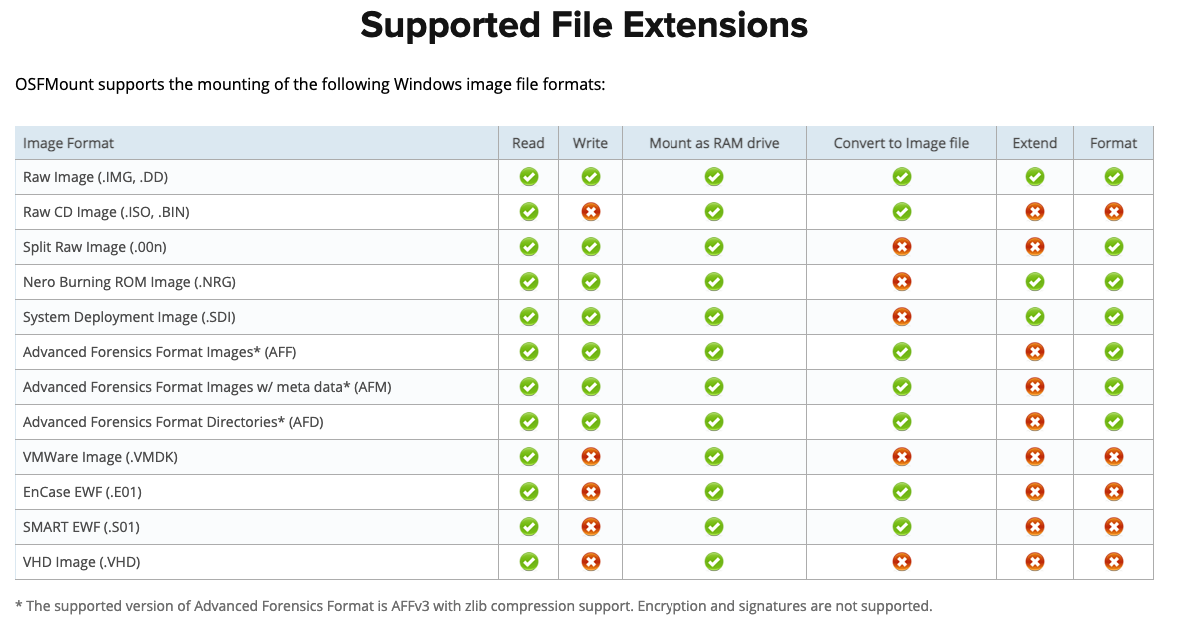 Supported File Extensions
OSFMount supports the mounting of the following Windows image file formats:
Image Format Read Write Mount as RAM drive Convert to Image file Extend Format
Raw Image (.IMG, .DD)
Raw CD Image (.ISO, .BIN)
Split Raw Image (.00n)
Nero Burning ROM Image (.NRG)
System Deployment Image (.SDI)
Advanced Forensics Format Images* (AFF)
Advanced Forensics Format Images w/ meta data* (AFM)
Advanced Forensics Format Directories* (AFD)
VMWare Image (.VMDK)
EnCase EWF (.E01)
SMART EWF (.S01)
VHD Image (.VHD)
* The supported version of Advanced Forensics Format is AFFv3 with zlib compression support. Encryption and signatures are not supported.